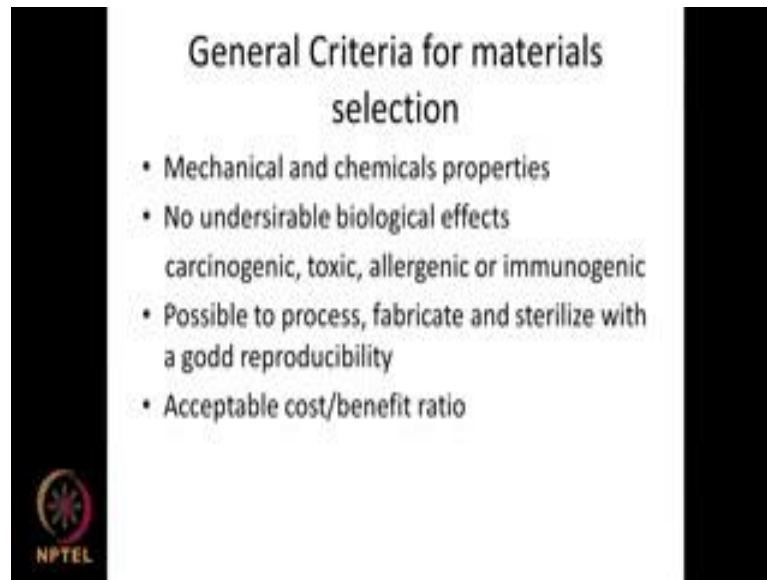 General Criteria for materials
selection
• Mechanical and chemicals properties
• No undersirable biological effects
carcinogenic, toxic, allergenic or immunogenic
• Possible to process, fabricate and sterilize with
a godd reproducibility
• Acceptable cost/benefit ratio
NPTEL